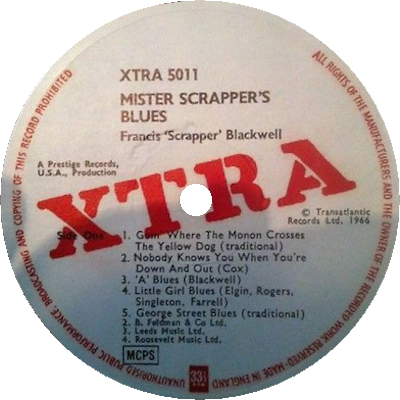 XTRA 5011
MISTER SCRAPPER'S
BLUES
Francis 'Scrapper' Blackwell
A Prestige Records,
U.S.A., Production
XTRA
© Transatlantic
Records Ltd. 1966
Side One
1. Goin' Where The Monon Crosses
The Yellow Dog (traditional)
2. Nobody Knows You When You're
Down And Out (Cox)
3. 'A' Blues (Blackwell)
4. Little Girl Blues (Elgin, Rogers,
Singleton, Farrell)
5. George Street Blues (traditional)
2. B. Feldman & Co Ltd.
3. Leeds Music Ltd.
4. Roosevelt Music Ltd.
MCPS
33⅓
ALL RIGHTS OF THE MANUFACTURERS AND THE OWNER OF THE RECORDED WORK RESERVED-MADE IN ENGLAND
UNAUTHORISED PUBLIC PERFORMANCE BROADCASTING AND COPYING OF THIS RECORD PROHIBITED